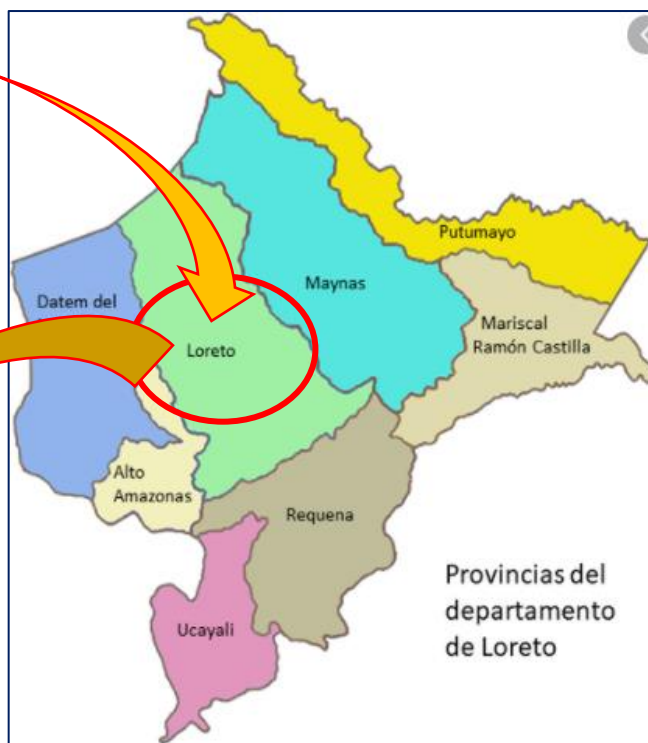 Putumayo
Maynas
Datem del
Mariscal
Ramón Castilla
Loreto
Alto
Amazonas
Requena
Provincias del
departamento
de Loreto
Ucayali